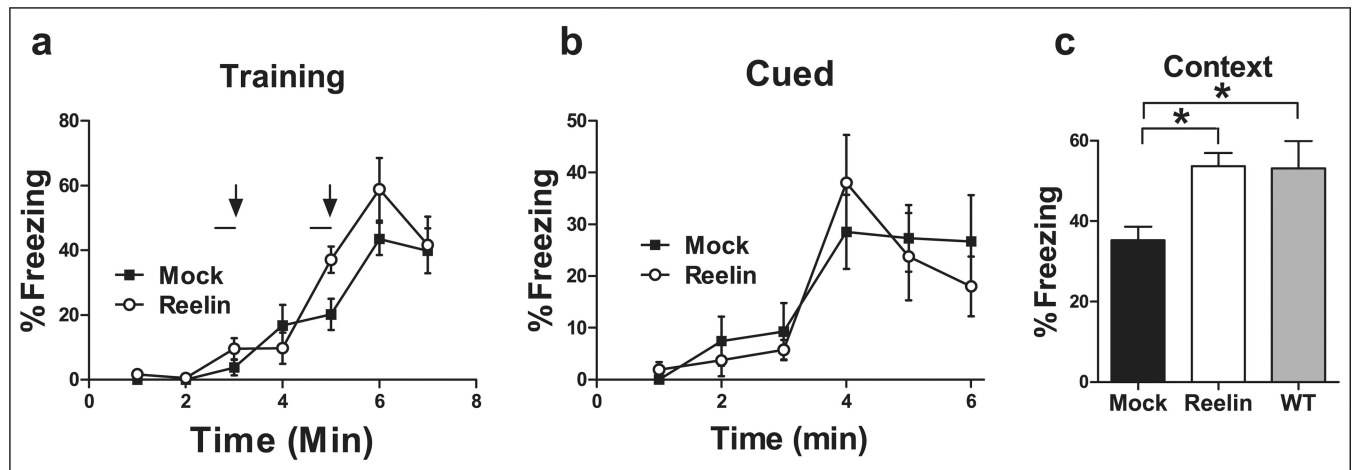 a
Training
% Freezing
80
60
40
20
0
Mock
Reelin
0 2 4 6 8
Time (Min)
b
Cued
% Freezing
50
40
30
20
10
0
Mock
Reelin
0 2 4 6
Time (min)
c
Context
*
*
% Freezing
60
40
20
0
Mock Reelin WT